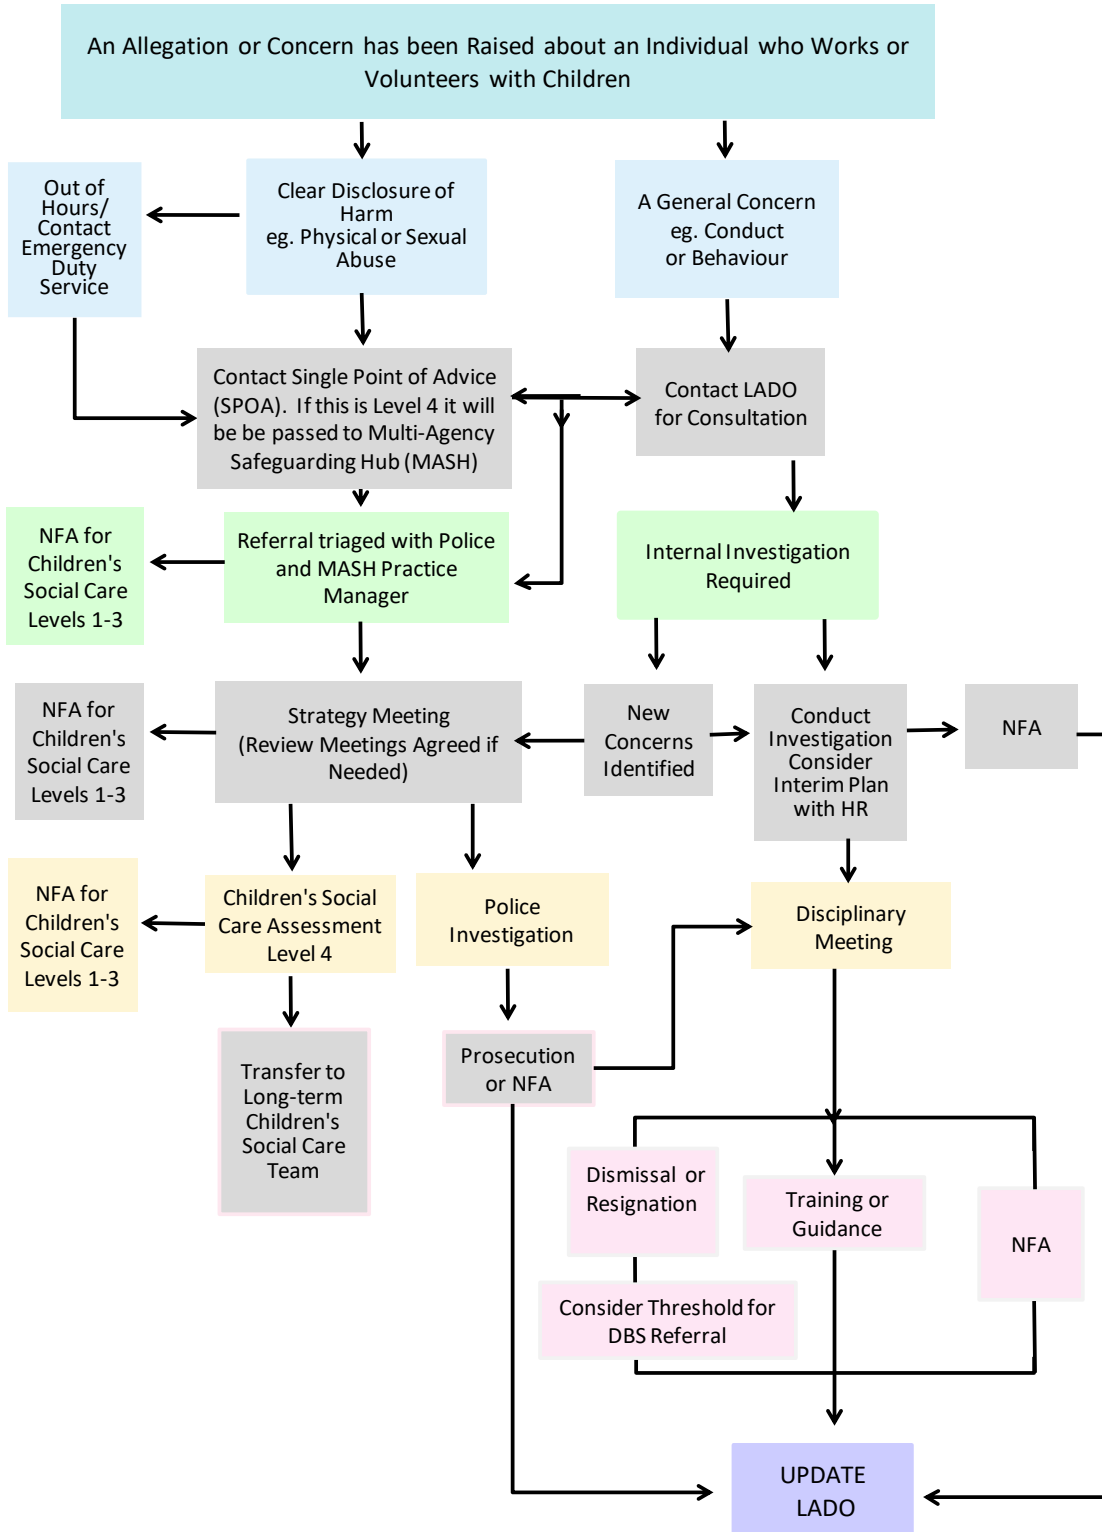 An Allegation or Concern has been Raised about an Individual who Works or
Volunteers with Children
Out of
Hours/
Contact
Emergency
Duty
Service
Clear Disclosure of
Harm
eg. Physical or Sexual
Abuse
A General Concern
eg. Conduct
or Behaviour
Contact Single Point of Advice
(SPOA). If this is Level 4 it will
be be passed to Multi-Agency
Safeguarding Hub (MASH)
Contact LADO
for Consultation
NFA for
Children's
Social Care
Levels 1-3
Referral triaged with Police
and MASH Practice
Manager
Internal Investigation
Required
NFA for
Children's
Social Care
Levels 1-3
Strategy Meeting
(Review Meetings Agreed if
Needed)
New
Concerns
Identified
Conduct
Investigation
Consider
Interim Plan
with HR
NFA
NFA for
Children's
Social Care
Levels 1-3
Children's Social
Care Assessment
Level 4
Police
Investigation
Disciplinary
Meeting
Transfer to
Long-term
Children's
Social Care
Team
Prosecution
or NFA
Dismissal or
Resignation
Training or
Guidance
NFA
Consider Threshold for
DBS Referral
UPDATE
LADO